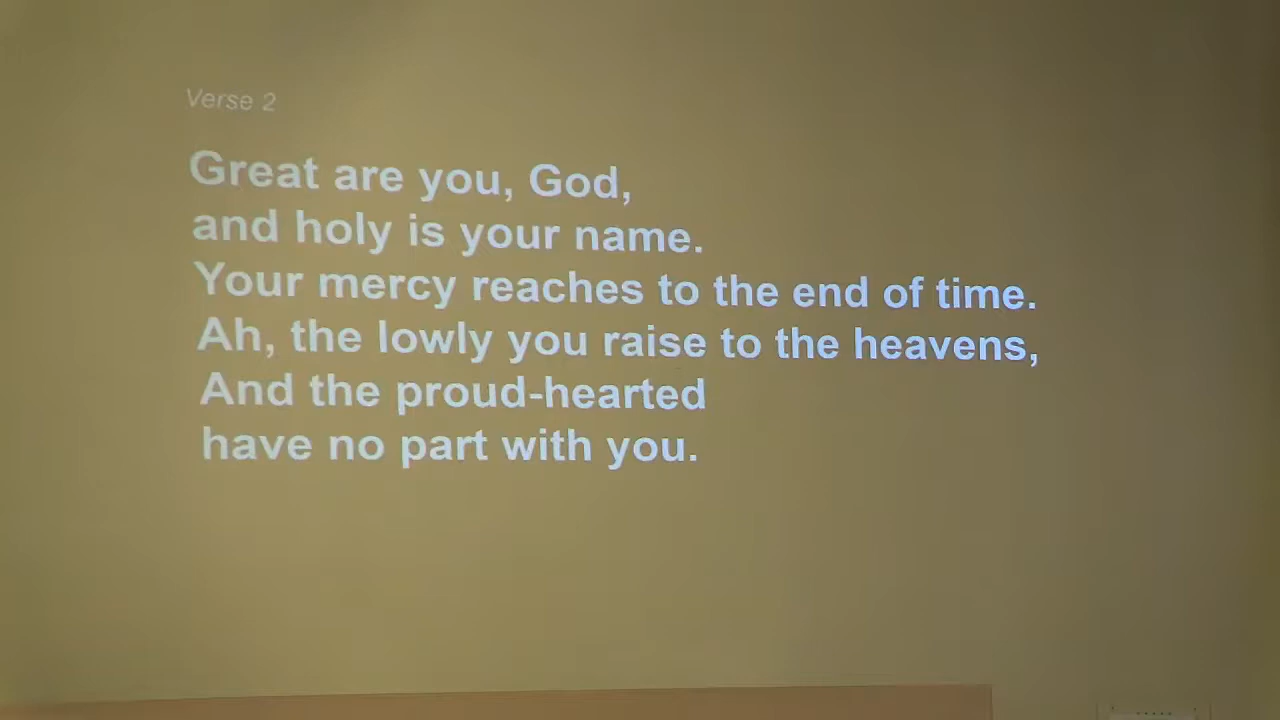 Verse 2
Great are you, God,
and holy is your name.
Your mercy reaches to the end of time.
Ah, the lowly you raise to the heavens,
And the proud-hearted
have no part with you.